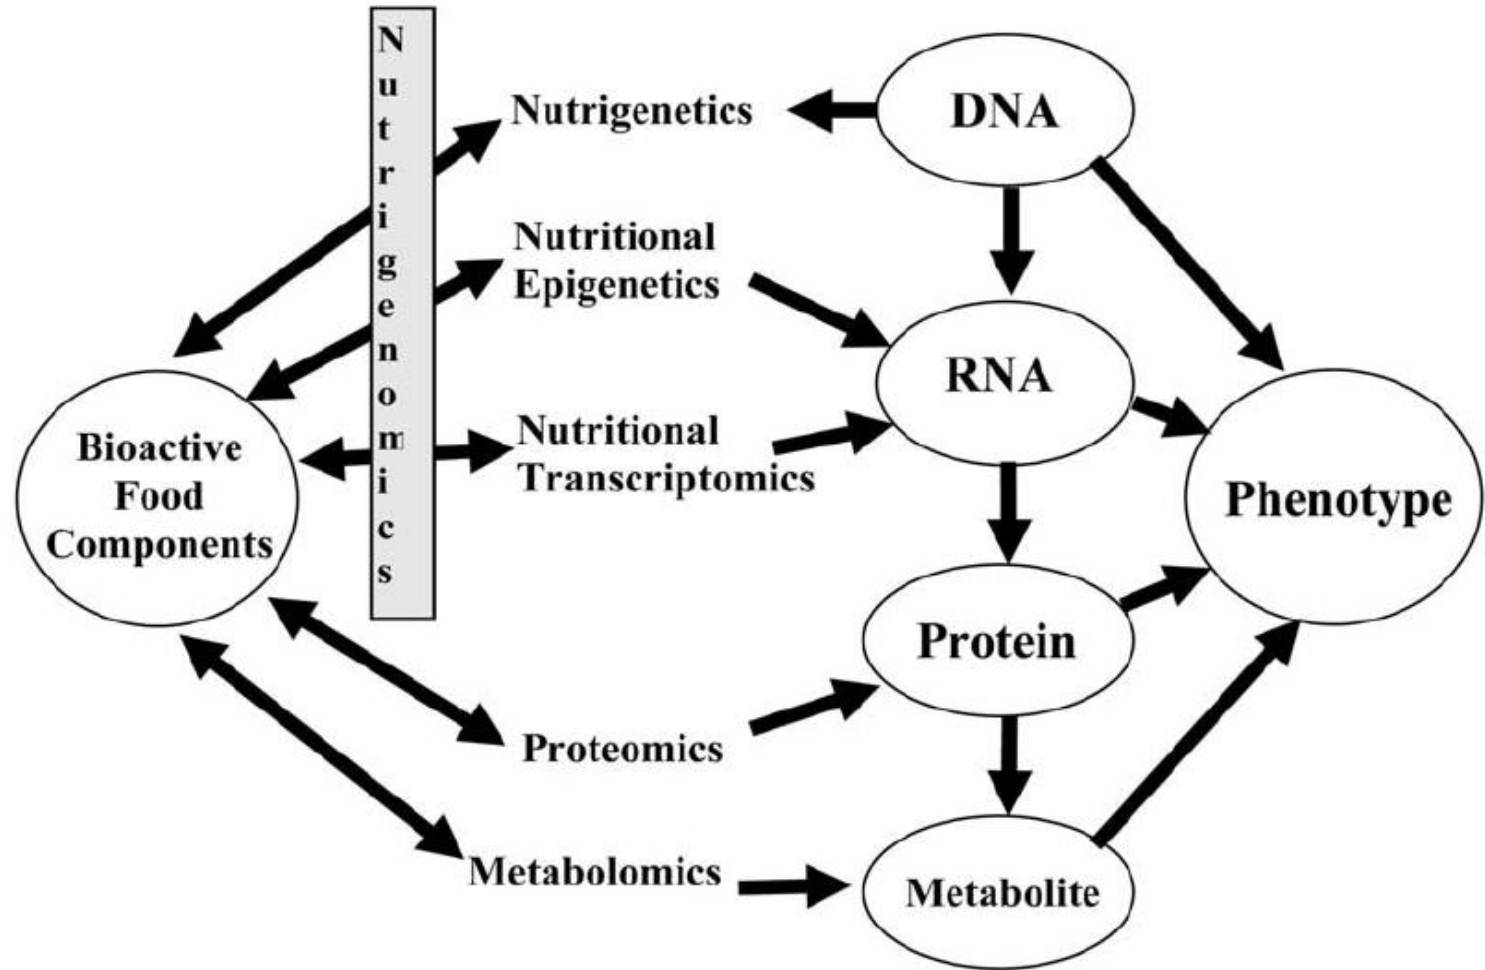 Nutrigenomics
Nutrigenetics
DNA
Nutritional
Epigenetics
RNA
Bioactive
Food
Components
Nutritional
Transcriptomics
Phenotype
Protein
Proteomics
Metabolomics
Metabolite